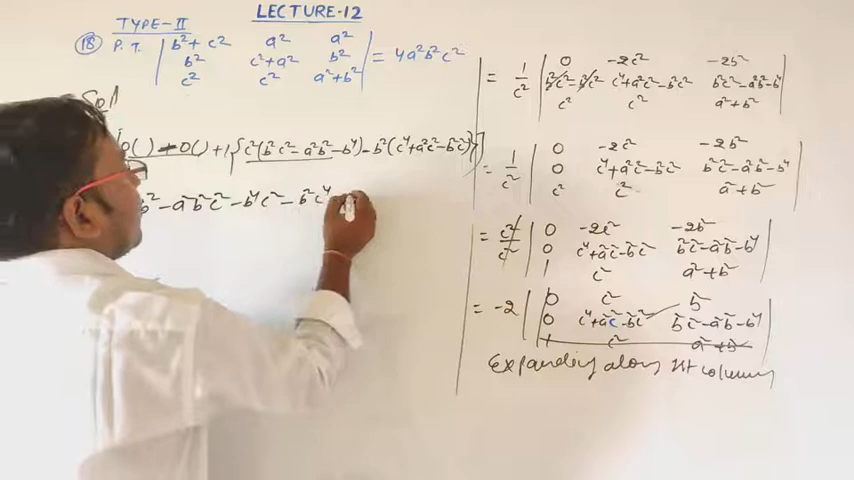 LECTURE-12
TYPE-II
18 P.T. | b²+c² a² a² | = 4a²b²c²
| b² c²+a² b² |
| c² c² a²+b² |
Sol
0( ) - 0( ) + 1{c²(b²c² - a²b² - b⁴) - b²(c⁴+a²c² - b²c²)}]
b² - a²b²c² - b⁴c² - b²c⁴
= 1/c² | 0 -2c² -2b² |
| b²c² - b²c² c⁴+a²c² - b²c² b²c² - a²b² - b⁴ |
| c² c² a²+b² |
= 1/c² | 0 -2c² -2b² |
| 0 c⁴+a²c² - b²c² b²c² - a²b² - b⁴ |
| c² c² a²+b² |
= c²/c² | 0 -2c² -2b² |
| 0 c⁴+a²c² - b²c² b²c² - a²b² - b⁴ |
| 1 c² a²+b² |
= -2 | 0 c² b² |
| 0 c⁴+a²c² - b²c² b²c² - a²b² - b⁴ |
| 1 c² a²+b² |
Expanding along 1st column